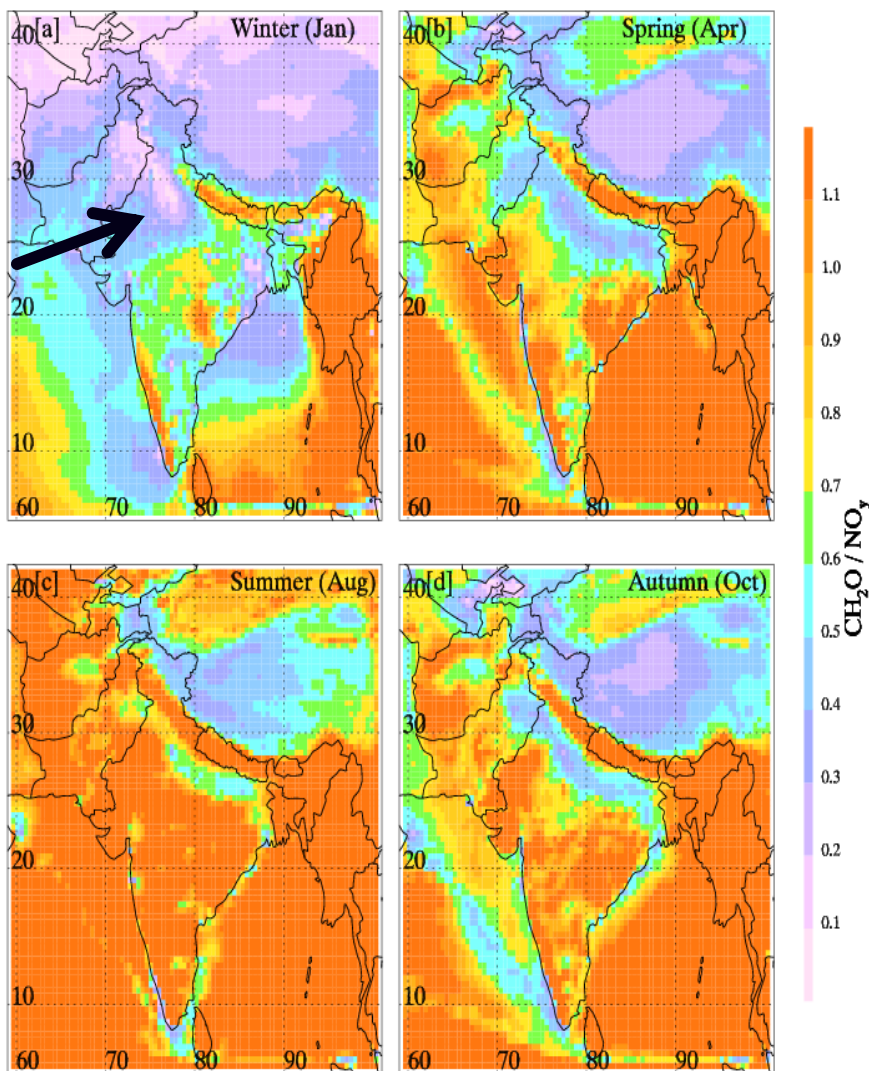 40[a] Winter (Jan)
30
20
10
60 70 80 90
40[b] Spring (Apr)
30
20
10
60 70 80 90
1.1
1.0
0.9
0.8
0.7
0.6
0.5
0.4
0.3
0.2
0.1
CH₂O / NOᵧ
40[c] Summer (Aug)
30
20
10
60 70 80 90
40[d] Autumn (Oct)
30
20
10
60 70 80 90